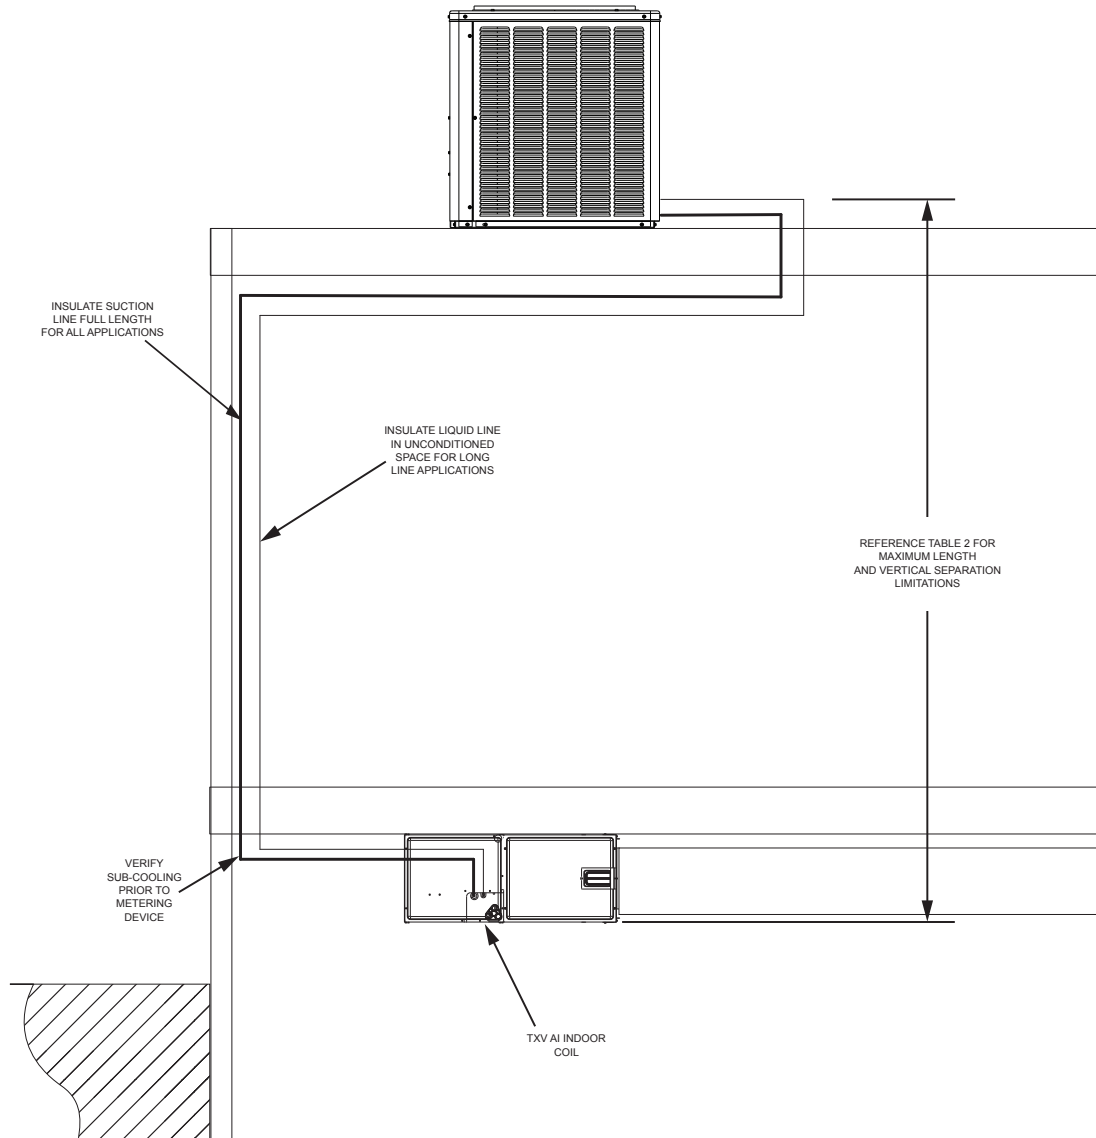 INSULATE SUCTION
LINE FULL LENGTH
FOR ALL APPLICATIONS
INSULATE LIQUID LINE
IN UNCONDITIONED
SPACE FOR LONG
LINE APPLICATIONS
REFERENCE TABLE 2 FOR
MAXIMUM LENGTH
AND VERTICAL SEPARATION
LIMITATIONS
VERIFY
SUB-COOLING
PRIOR TO
METERING
DEVICE
TXV AI INDOOR
COIL